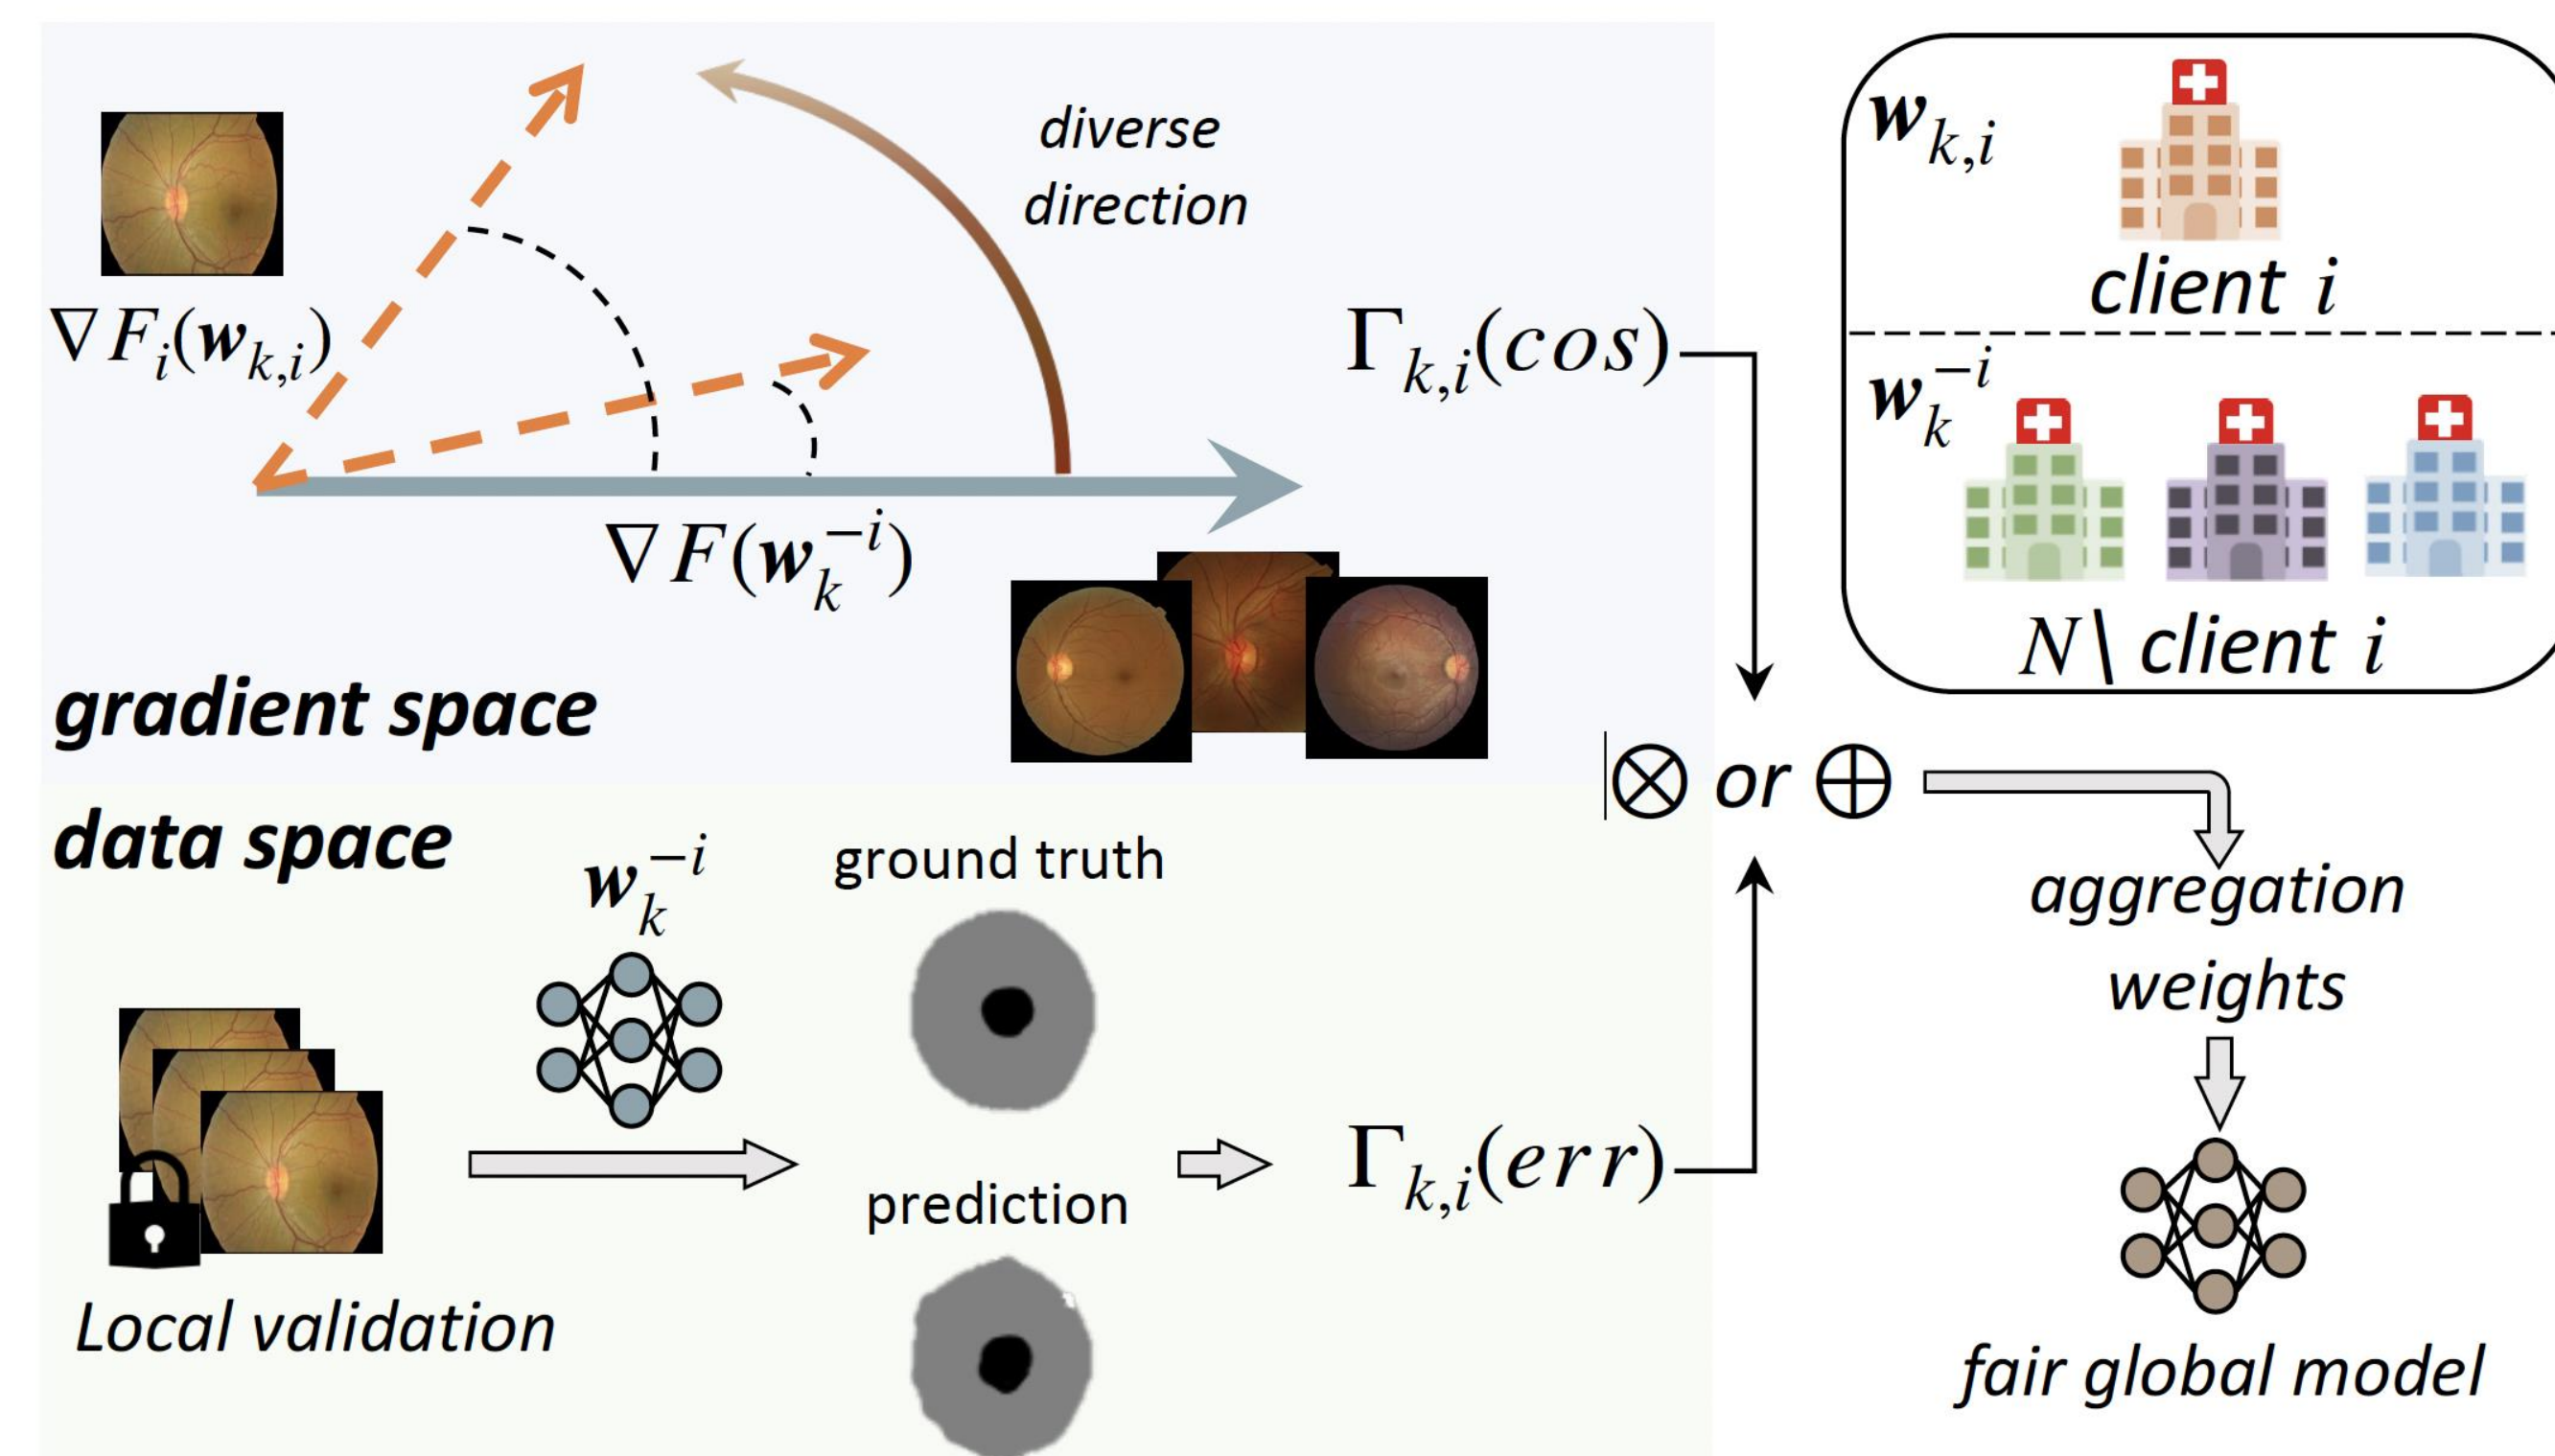 diverse
direction
∇F_i(w_{k,i})
∇F(w_k^{-i})
Γ_{k,i}(cos)
gradient space
data space
w_k^{-i}
ground truth
prediction
Local validation
Γ_{k,i}(err)
w_{k,i}
client i
w_k^{-i}
N\ client i
⊗ or ⊕
aggregation
weights
fair global model